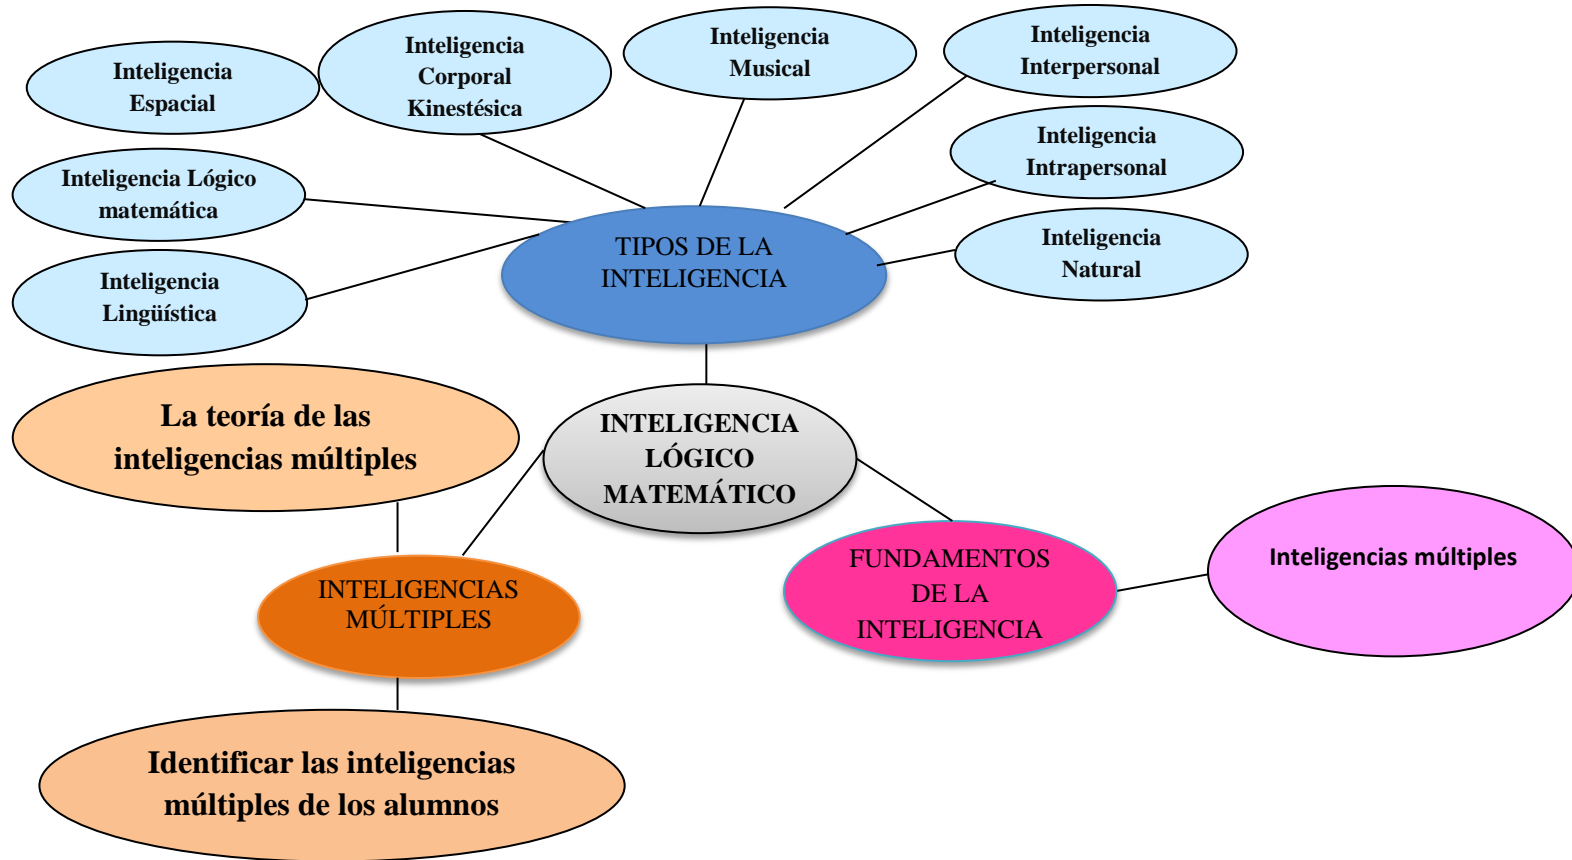 Inteligencia
Espacial
Inteligencia
Corporal
Kinestésica
Inteligencia
Musical
Inteligencia
Interpersonal
Inteligencia
Intrapersonal
Inteligencia Lógico
matemática
Inteligencia
Natural
Inteligencia
Lingüística
TIPOS DE LA
INTELIGENCIA
La teoría de las
inteligencias múltiples
INTELIGENCIA
LÓGICO
MATEMÁTICO
INTELIGENCIAS
MÚLTIPLES
FUNDAMENTOS
DE LA
INTELIGENCIA
Inteligencias múltiples
Identificar las inteligencias
múltiples de los alumnos